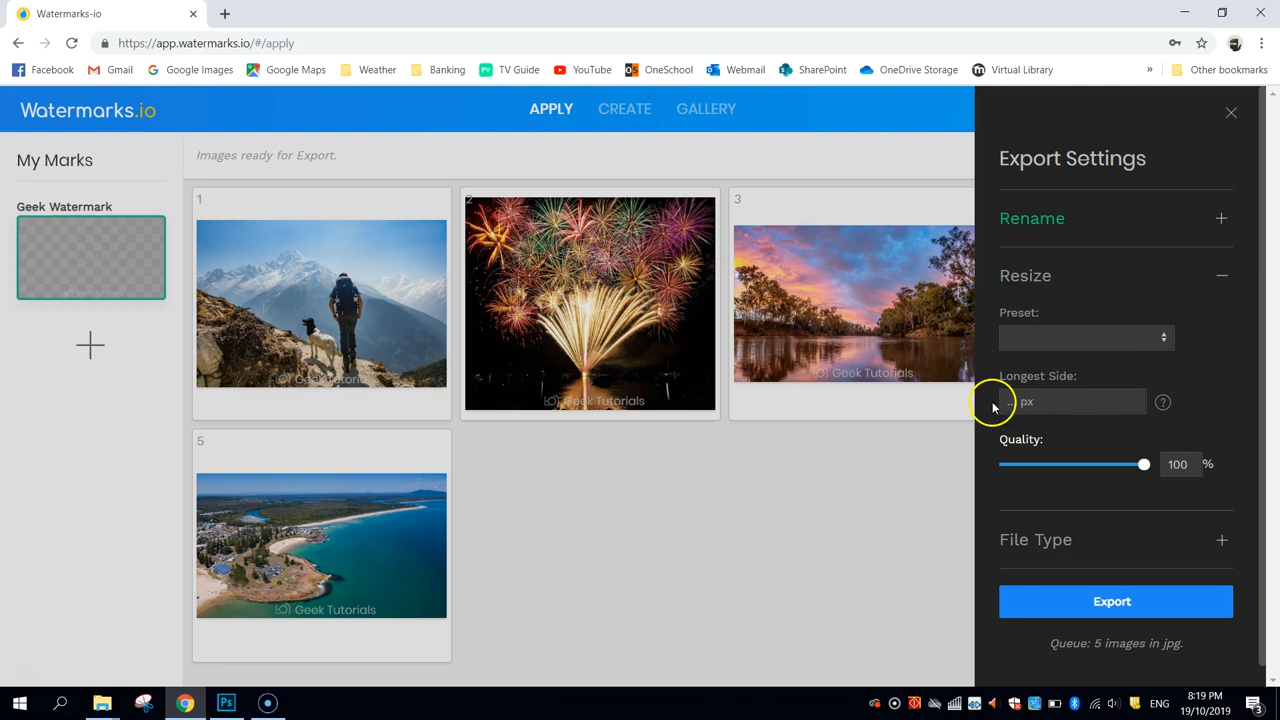 Watermarks-io
https://app.watermarks.io/#/apply
Facebook
Gmail
Google Images
Google Maps
Weather
Banking
TV Guide
YouTube
OneSchool
Webmail
SharePoint
OneDrive Storage
Virtual Library
»
Other bookmarks
Watermarks.io
APPLY
CREATE
GALLERY
My Marks
Geek Watermark
Images ready for Export.
1
Geek Tutorials
2
Geek Tutorials
3
Geek Tutorials
5
Geek Tutorials
Export Settings
Rename
Resize
Preset:
Longest Side:
... px
?
Quality:
100 %
File Type
Export
Queue: 5 images in jpg.
Ps
ENG
8:19 PM
19/10/2019
3